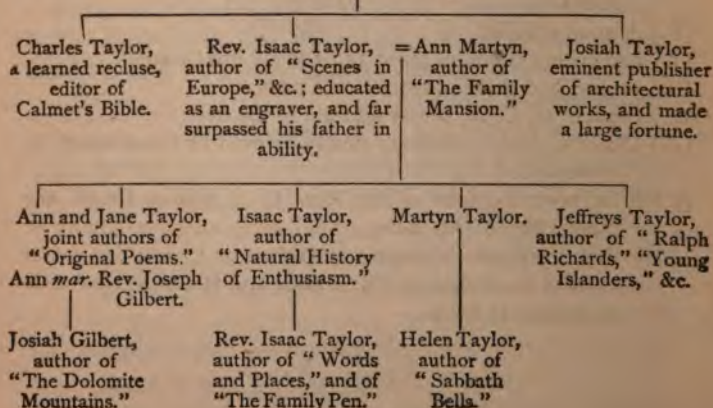 Charles Taylor,
a learned recluse,
editor of
Calmet's Bible.
Rev. Isaac Taylor,
author of "Scenes in
Europe," &c.; educated
as an engraver, and far
surpassed his father in
ability.
= Ann Martyn,
author of
"The Family
Mansion."
Josiah Taylor,
eminent publisher
of architectural
works, and made
a large fortune.
Ann and Jane Taylor,
joint authors of
"Original Poems."
Ann mar. Rev. Joseph
Gilbert.
Isaac Taylor,
author of
"Natural History
of Enthusiasm."
Martyn Taylor.
Jeffreys Taylor,
author of "Ralph
Richards," "Young
Islanders," &c.
Josiah Gilbert,
author of
"The Dolomite
Mountains."
Rev. Isaac Taylor,
author of "Words
and Places," and of
"The Family Pen."
Helen Taylor,
author of
"Sabbath
Bells."